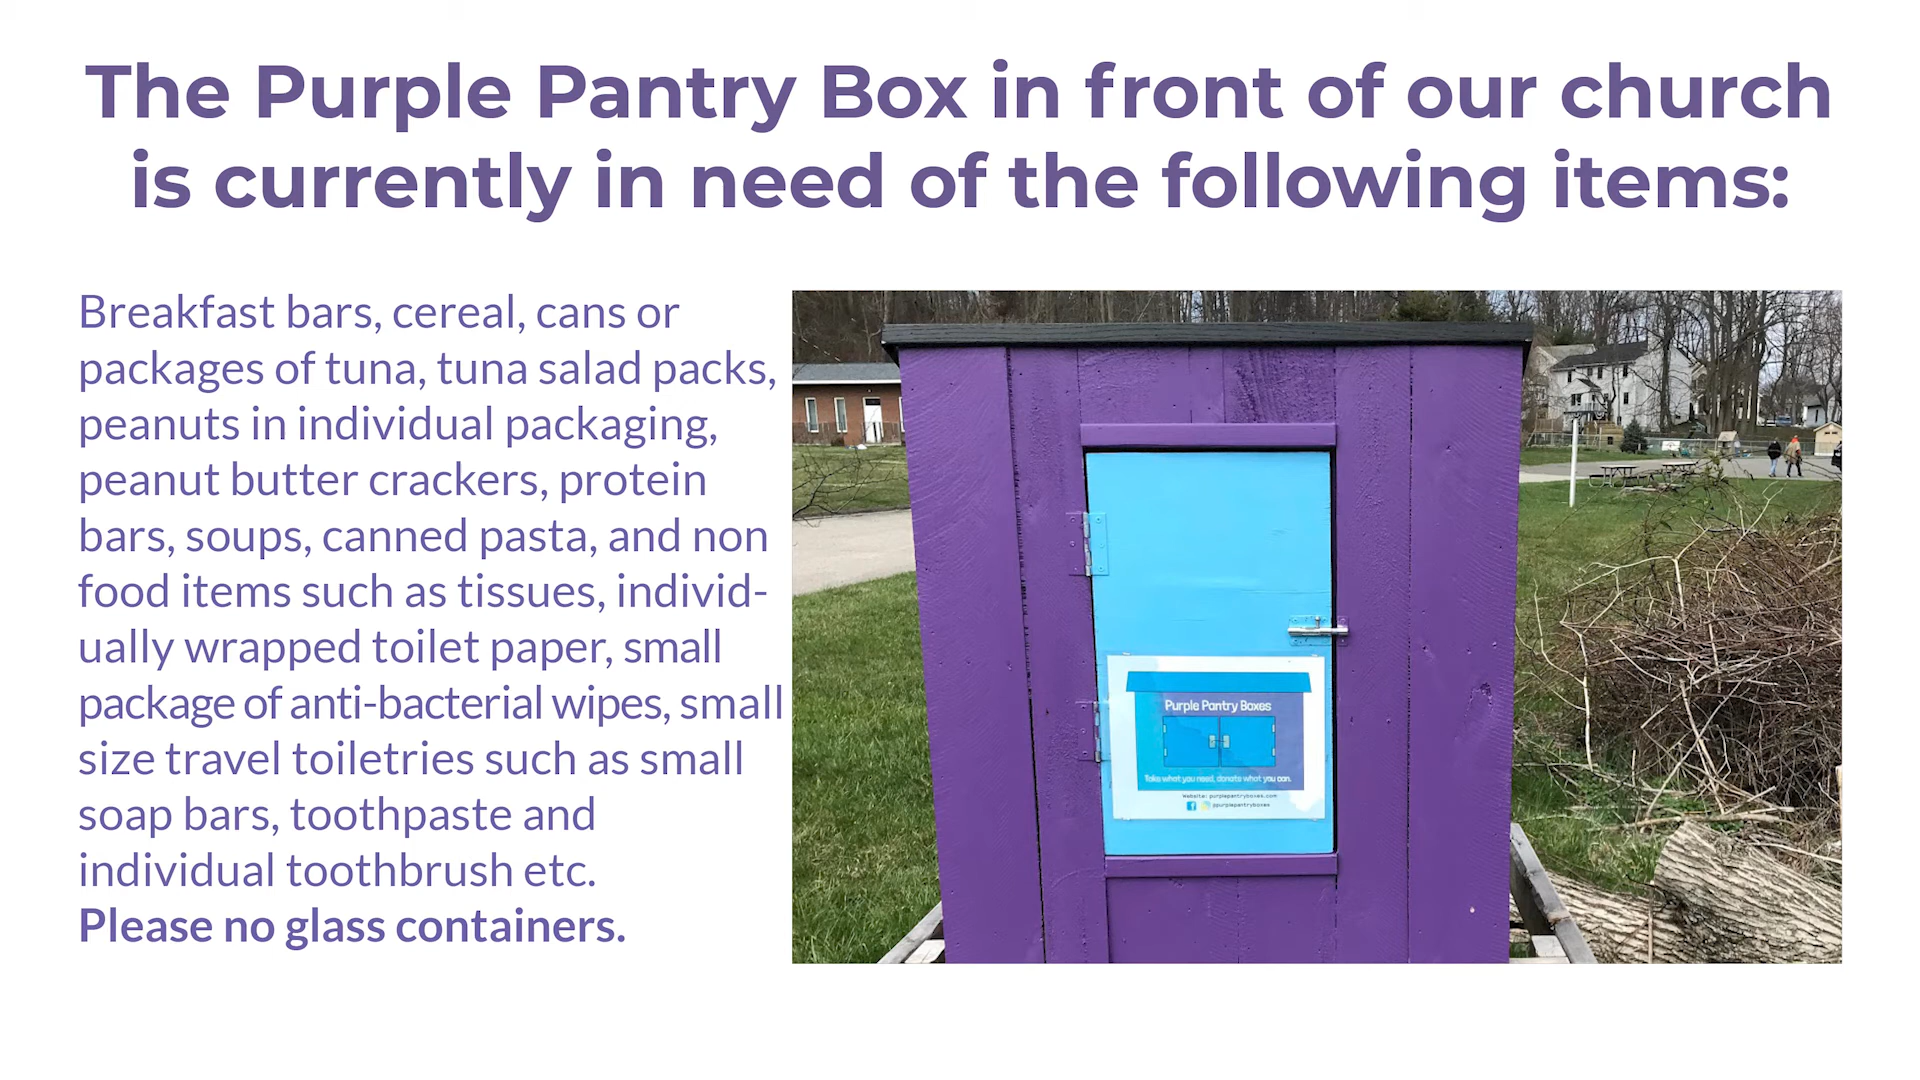 The Purple Pantry Box in front of our church
is currently in need of the following items:
Breakfast bars, cereal, cans or
packages of tuna, tuna salad packs,
peanuts in individual packaging,
peanut butter crackers, protein
bars, soups, canned pasta, and non
food items such as tissues, individ-
ually wrapped toilet paper, small
package of anti-bacterial wipes, small
size travel toiletries such as small
soap bars, toothpaste and
individual toothbrush etc.
Please no glass containers.
Purple Pantry Boxes
Take what you need, donate what you can.
Website: purplepantryboxes.com